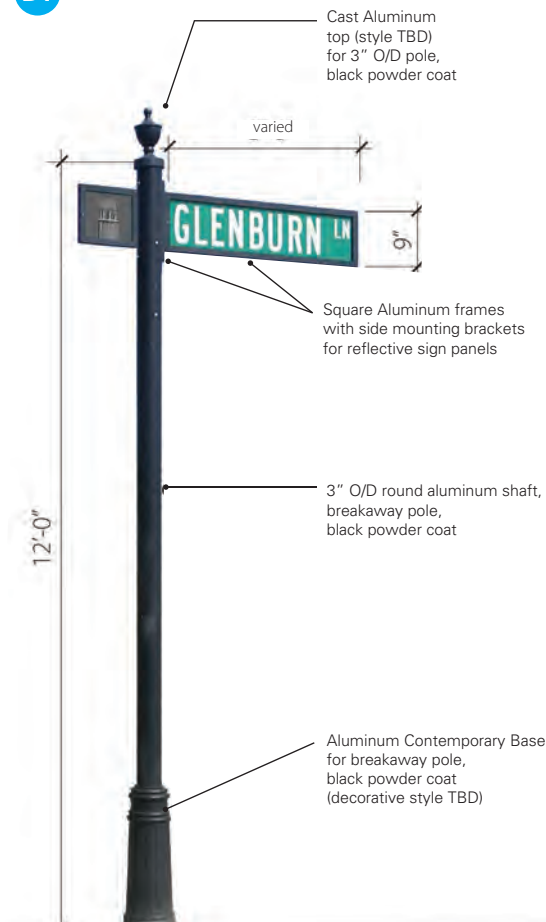 Cast Aluminum
top (style TBD)
for 3” O/D pole,
black powder coat
varied
GLENBURN LN
9”
Square Aluminum frames
with side mounting brackets
for reflective sign panels
3” O/D round aluminum shaft,
breakaway pole,
black powder coat
12’-0”
Aluminum Contemporary Base
for breakaway pole,
black powder coat
(decorative style TBD)